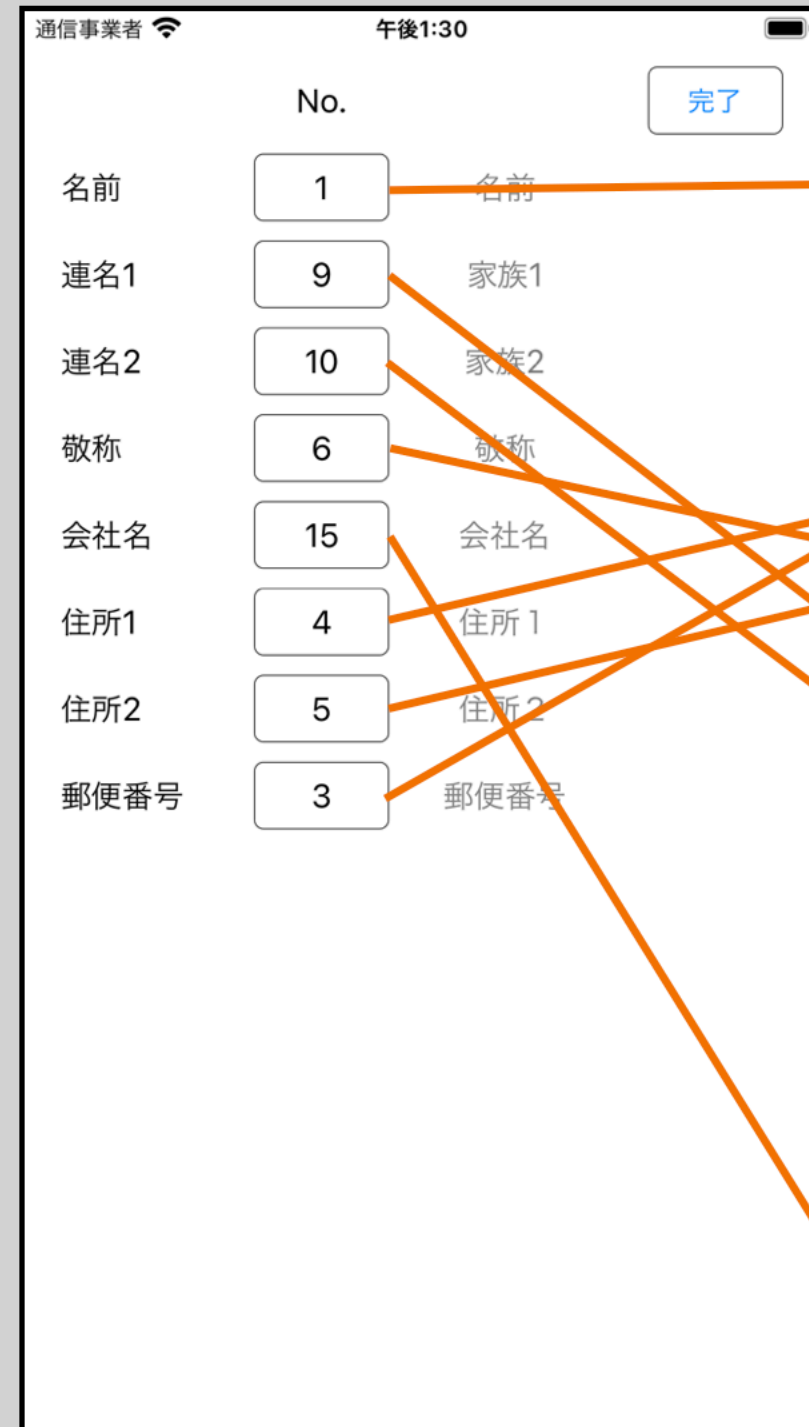 通信事業者 午後1:30
No. 完了
名前 1 名前
連名1 9 家族1
連名2 10 家族2
敬称 6 敬称
会社名 15 会社名
住所1 4 住所１
住所2 5 住所２
郵便番号 3 郵便番号